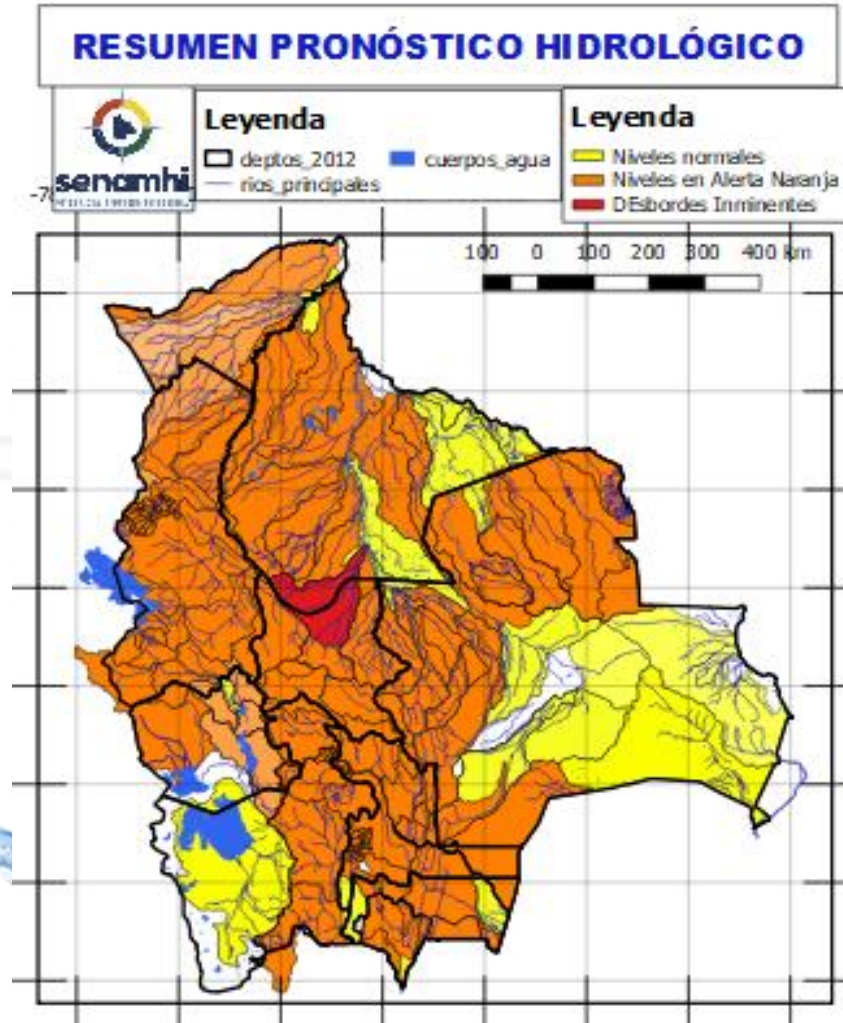 RESUMEN PRONÓSTICO HIDROLÓGICO
senamhi
Leyenda
deptos_2012
cuerpos_agua
rios_principales
Leyenda
Niveles normales
Niveles en Alerta Naranja
DEsbordes Inminentes
100 0 100 200 300 400 km